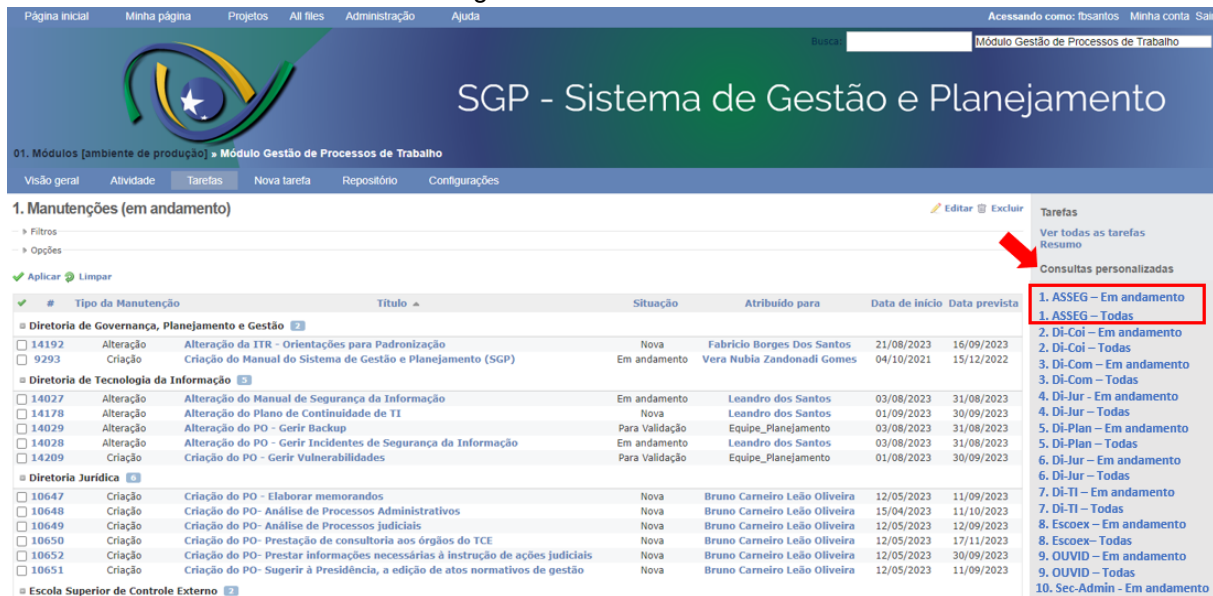 Página inicial Minha página Projetos All files Administração Ajuda Acessando como: fbsantos Minha conta Sair
Busca: Módulo Gestão de Processos de Trabalho
SGP - Sistema de Gestão e Planejamento
01. Módulos [ambiente de produção] » Módulo Gestão de Processos de Trabalho
Visão geral Atividade Tarefas Nova tarefa Repositório Configurações
1. Manutenções (em andamento) Editar Excluir
Filtros
Opções
Aplicar Limpar
# Tipo da Manutenção Título Situação Atribuído para Data de início Data prevista
Diretoria de Governança, Planejamento e Gestão 2
14192 Alteração Alteração da ITR - Orientações para Padronização Nova Fabricio Borges Dos Santos 21/08/2023 16/09/2023
9293 Criação Criação do Manual do Sistema de Gestão e Planejamento (SGP) Em andamento Vera Nubia Zandonadi Gomes 04/10/2021 15/12/2022
Diretoria de Tecnologia da Informação 5
14027 Alteração Alteração do Manual de Segurança da Informação Em andamento Leandro dos Santos 03/08/2023 31/08/2023
14178 Alteração Alteração do Plano de Continuidade de TI Nova Leandro dos Santos 01/09/2023 30/09/2023
14029 Alteração Alteração do PO - Gerir Backup Para Validação Equipe_Planejamento 03/08/2023 31/08/2023
14028 Alteração Alteração do PO - Gerir Incidentes de Segurança da Informação Em andamento Leandro dos Santos 03/08/2023 31/08/2023
14209 Criação Criação do PO - Gerir Vulnerabilidades Para Validação Equipe_Planejamento 01/08/2023 30/09/2023
Diretoria Jurídica 6
10647 Criação Criação do PO - Elaborar memorandos Nova Bruno Carneiro Leão Oliveira 12/05/2023 11/09/2023
10648 Criação Criação do PO- Análise de Processos Administrativos Nova Bruno Carneiro Leão Oliveira 15/04/2023 11/10/2023
10649 Criação Criação do PO- Análise de Processos judiciais Nova Bruno Carneiro Leão Oliveira 12/05/2023 12/09/2023
10650 Criação Criação do PO- Prestação de consultoria aos órgãos do TCE Nova Bruno Carneiro Leão Oliveira 12/05/2023 17/11/2023
10652 Criação Criação do PO- Prestar informações necessárias à instrução de ações judiciais Nova Bruno Carneiro Leão Oliveira 12/05/2023 30/09/2023
10651 Criação Criação do PO- Sugerir à Presidência, a edição de atos normativos de gestão Nova Bruno Carneiro Leão Oliveira 12/05/2023 11/09/2023
Escola Superior de Controle Externo 2
Tarefas
Ver todas as tarefas
Resumo
Consultas personalizadas
1. ASSEG – Em andamento
1. ASSEG – Todas
2. Di-Coi – Em andamento
2. Di-Coi – Todas
3. Di-Com – Em andamento
3. Di-Com – Todas
4. Di-Jur - Em andamento
4. Di-Jur – Todas
5. Di-Plan – Em andamento
5. Di-Plan – Todas
6. Di-Jur – Em andamento
6. Di-Jur – Todas
7. Di-TI – Em andamento
7. Di-TI – Todas
8. Escoex – Em andamento
8. Escoex– Todas
9. OUVID – Em andamento
9. OUVID – Todas
10. Sec-Admin - Em andamento